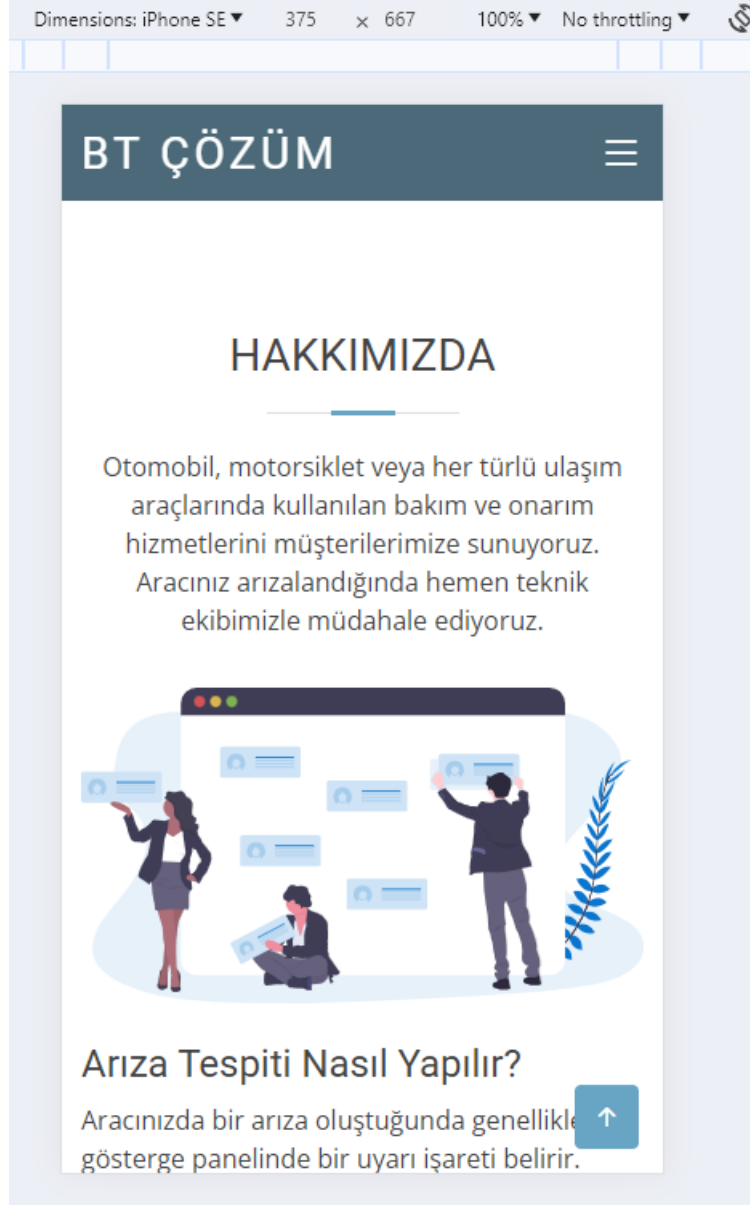 Dimensions: iPhone SE ▼ 375 × 667 100% ▼ No throttling ▼
BT ÇÖZÜM
HAKKIMIZDA
Otomobil, motorsiklet veya her türlü ulaşım
araçlarında kullanılan bakım ve onarım
hizmetlerini müşterilerimize sunuyoruz.
Aracınız arızalandığında hemen teknik
ekibimizle müdahale ediyoruz.
Arıza Tespiti Nasıl Yapılır?
Aracınızda bir arıza oluştuğunda genellikle
gösterge panelinde bir uyarı işareti belirir.